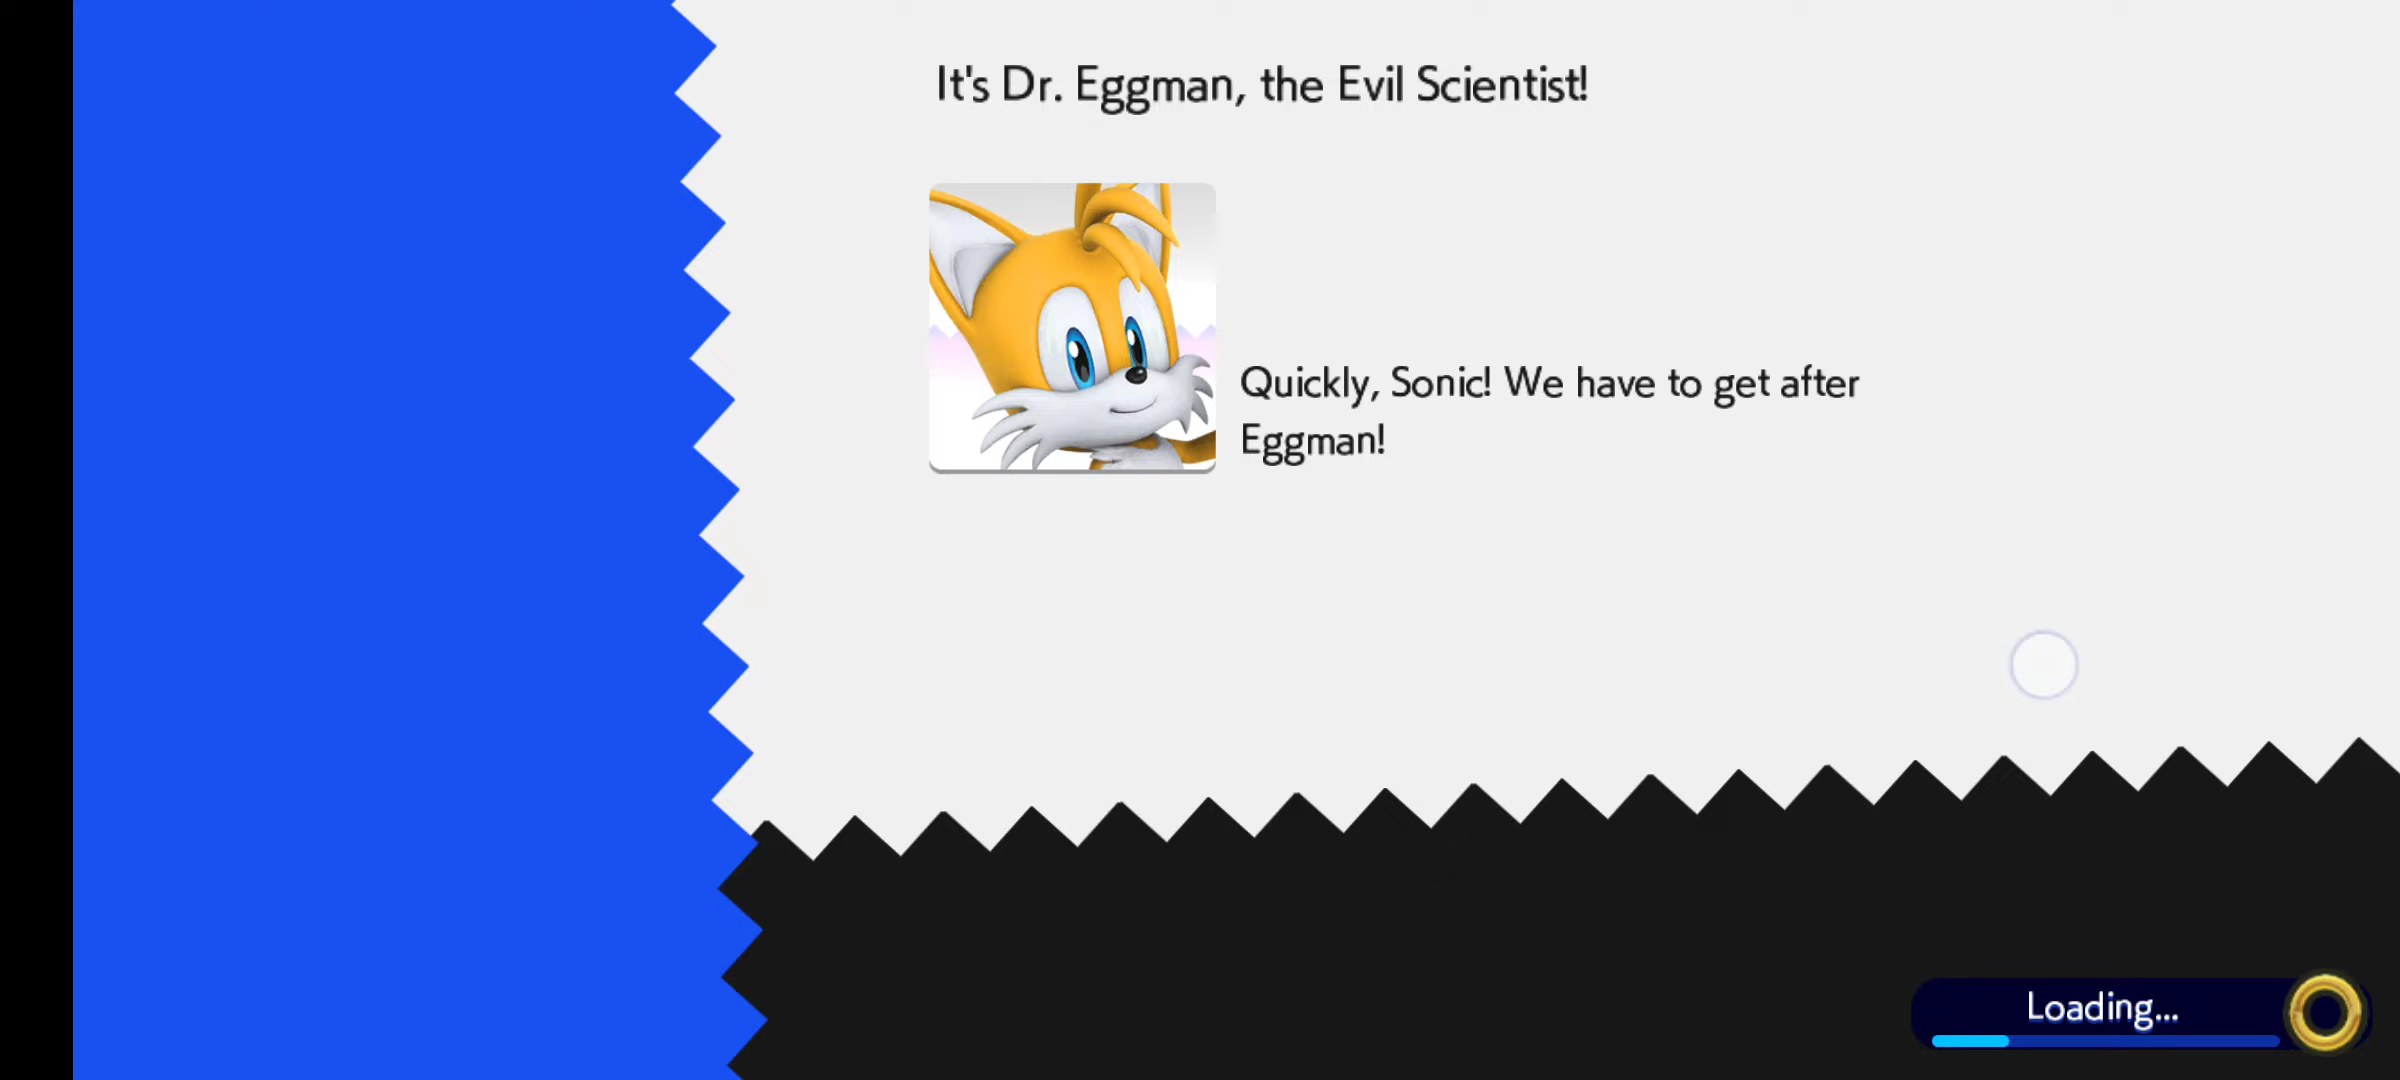 It's Dr. Eggman, the Evil Scientist!
Quickly, Sonic! We have to get after
Eggman!
Loading...